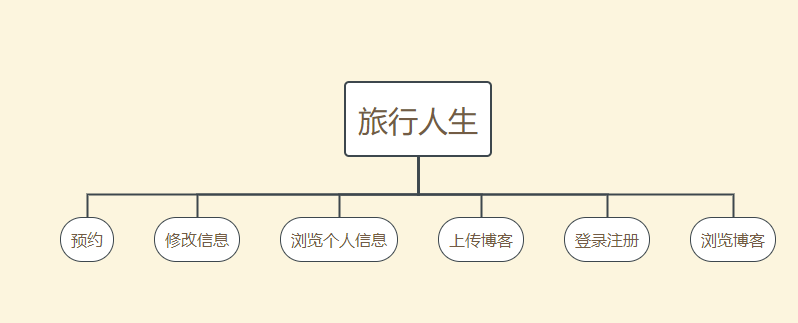 旅行人生
预约
修改信息
浏览个人信息
上传博客
登录注册
浏览博客